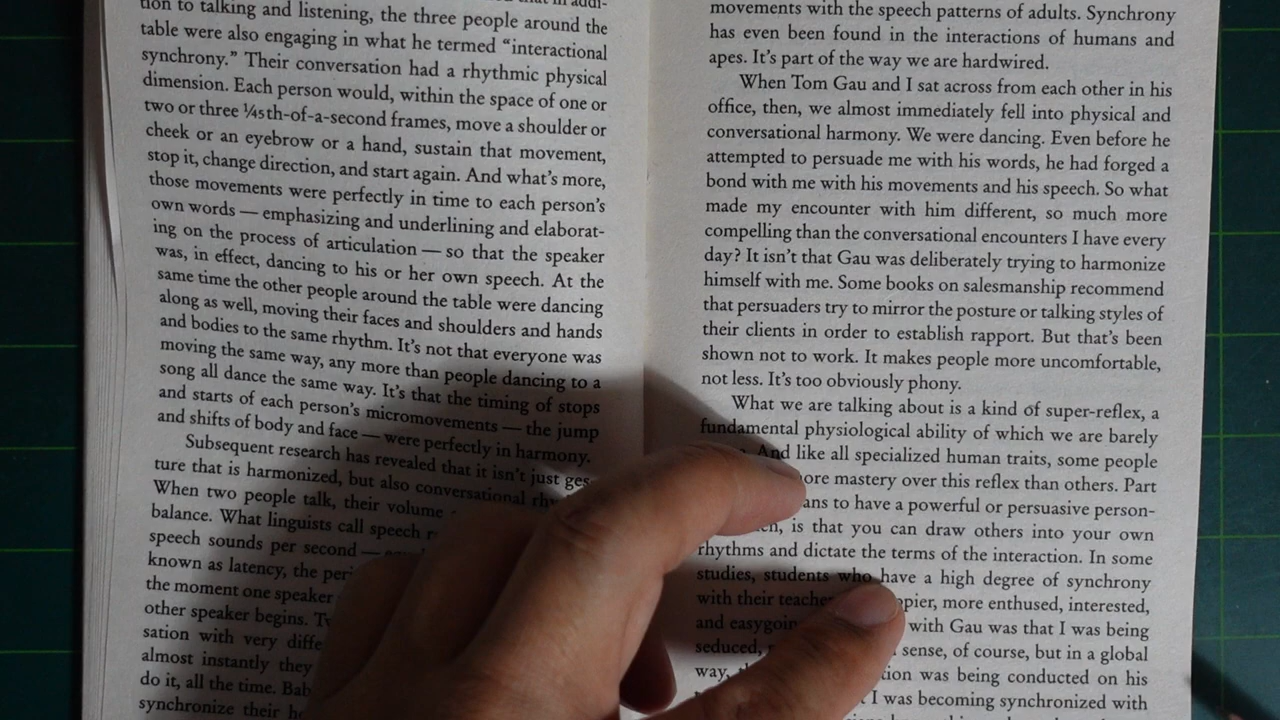 tion to talking and listening, the three people around the
table were also engaging in what he termed “interactional
synchrony.” Their conversation had a rhythmic physical
dimension. Each person would, within the space of one or
two or three ¹⁄₄₅th-of-a-second frames, move a shoulder or
cheek or an eyebrow or a hand, sustain that movement,
stop it, change direction, and start again. And what’s more,
those movements were perfectly in time to each person’s
own words — emphasizing and underlining and elaborat-
ing on the process of articulation — so that the speaker
was, in effect, dancing to his or her own speech. At the
same time the other people around the table were dancing
along as well, moving their faces and shoulders and hands
and bodies to the same rhythm. It’s not that everyone was
moving the same way, any more than people dancing to a
song all dance the same way. It’s that the timing of stops
and starts of each person’s micromovements — the jump
and shifts of body and face — were perfectly in harmony.
Subsequent research has revealed that it isn’t just ges-
ture that is harmonized, but also conversational
When two people talk, their volume
balance. What linguists call speech
speech sounds per second —
known as latency, the
the moment one speaker
other speaker begins.
sation with very
almost instantly they
do it, all the time.
synchronize their
movements with the speech patterns of adults. Synchrony
has even been found in the interactions of humans and
apes. It’s part of the way we are hardwired.
When Tom Gau and I sat across from each other in his
office, then, we almost immediately fell into physical and
conversational harmony. We were dancing. Even before he
attempted to persuade me with his words, he had forged a
bond with me with his movements and his speech. So what
made my encounter with him different, so much more
compelling than the conversational encounters I have every
day? It isn’t that Gau was deliberately trying to harmonize
himself with me. Some books on salesmanship recommend
that persuaders try to mirror the posture or talking styles of
their clients in order to establish rapport. But that’s been
shown not to work. It makes people more uncomfortable,
not less. It’s too obviously phony.
What we are talking about is a kind of super-reflex, a
fundamental physiological ability of which we are barely
And like all specialized human traits, some people
mastery over this reflex than others. Part
to have a powerful or persuasive person-
is that you can draw others into your own
rhythms and dictate the terms of the interaction. In some
studies, students who have a high degree of synchrony
with their more enthused, interested,
and with Gau was that I was being
seduced, sense, of course, but in a global
way, was being conducted on his
I was becoming synchronized with